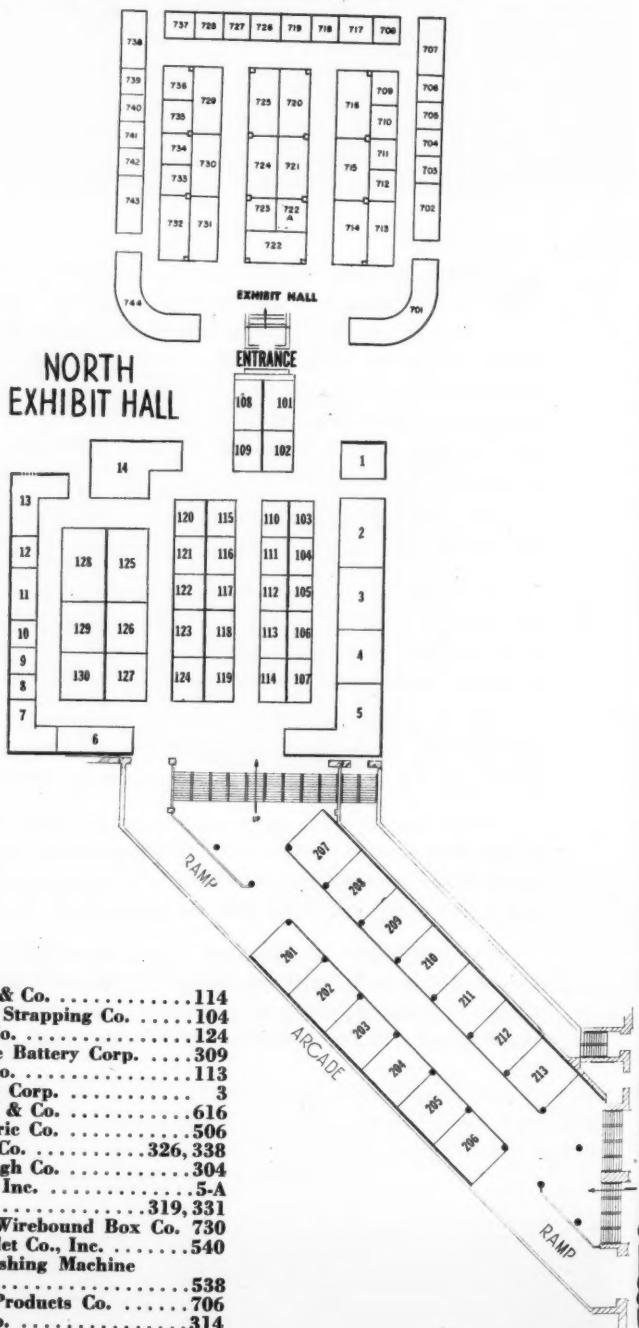 737 728 727 726 719 718 717 708
738
707
739
740
741
742
743
736
729
735
734
730
733
732 731
725 720
724 721
723 722 A
722
716 709
710
715 711
712
714 713
706
705
704
703
702
744
701
EXHIBIT HALL
ENTRANCE
NORTH
EXHIBIT HALL
108 101
109 102
14
1
13
12
11
10
9
8
7
6
128 125
129 126
130 127
120 115
121 116
122 117
123 118
124 119
110 103
111 104
112 105
113 106
114 107
2
3
4
5
UP
RAMP
207
208
209
210
211
212
213
201
202
203
204
205
206
ARCADE
RAMP
& Co. ............114
Strapping Co. ......104
o. ................124
e Battery Corp. ....309
o. ................113
Corp. ............ 3
& Co. ............616
ric Co. ............506
Co. .........326, 338
gh Co. ............304
Inc. ............5-A
..............319, 331
Wirebound Box Co. 730
let Co., Inc. .......540
shing Machine
..................538
Products Co. ......706
o. ................314